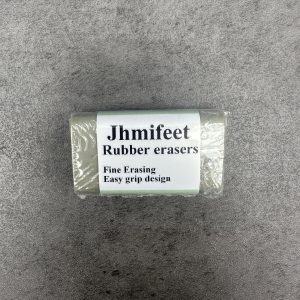 Jhmifeet
Rubber erasers
Fine Erasing
Easy grip design